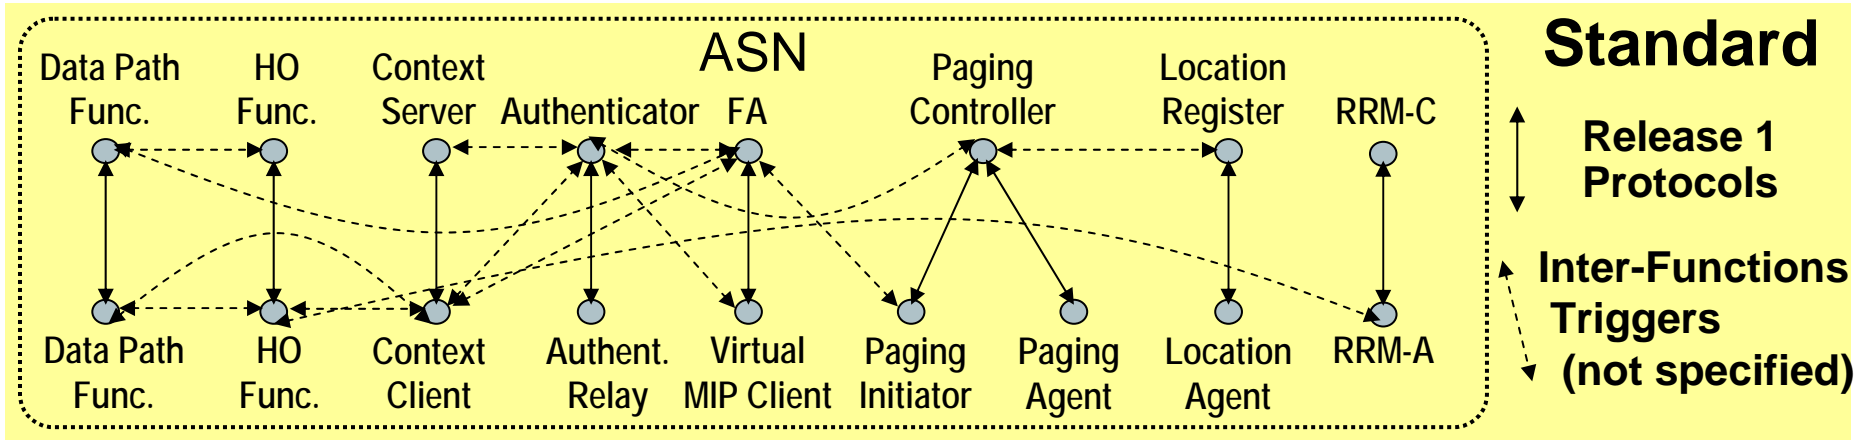 ASN
Data Path
Func.
HO
Func.
Context
Server
Authenticator
FA
Paging
Controller
Location
Register
RRM-C
Data Path
Func.
HO
Func.
Context
Client
Authent.
Relay
Virtual
MIP Client
Paging
Initiator
Paging
Agent
Location
Agent
RRM-A
Standard
Release 1
Protocols
Inter-Functions
Triggers
(not specified)